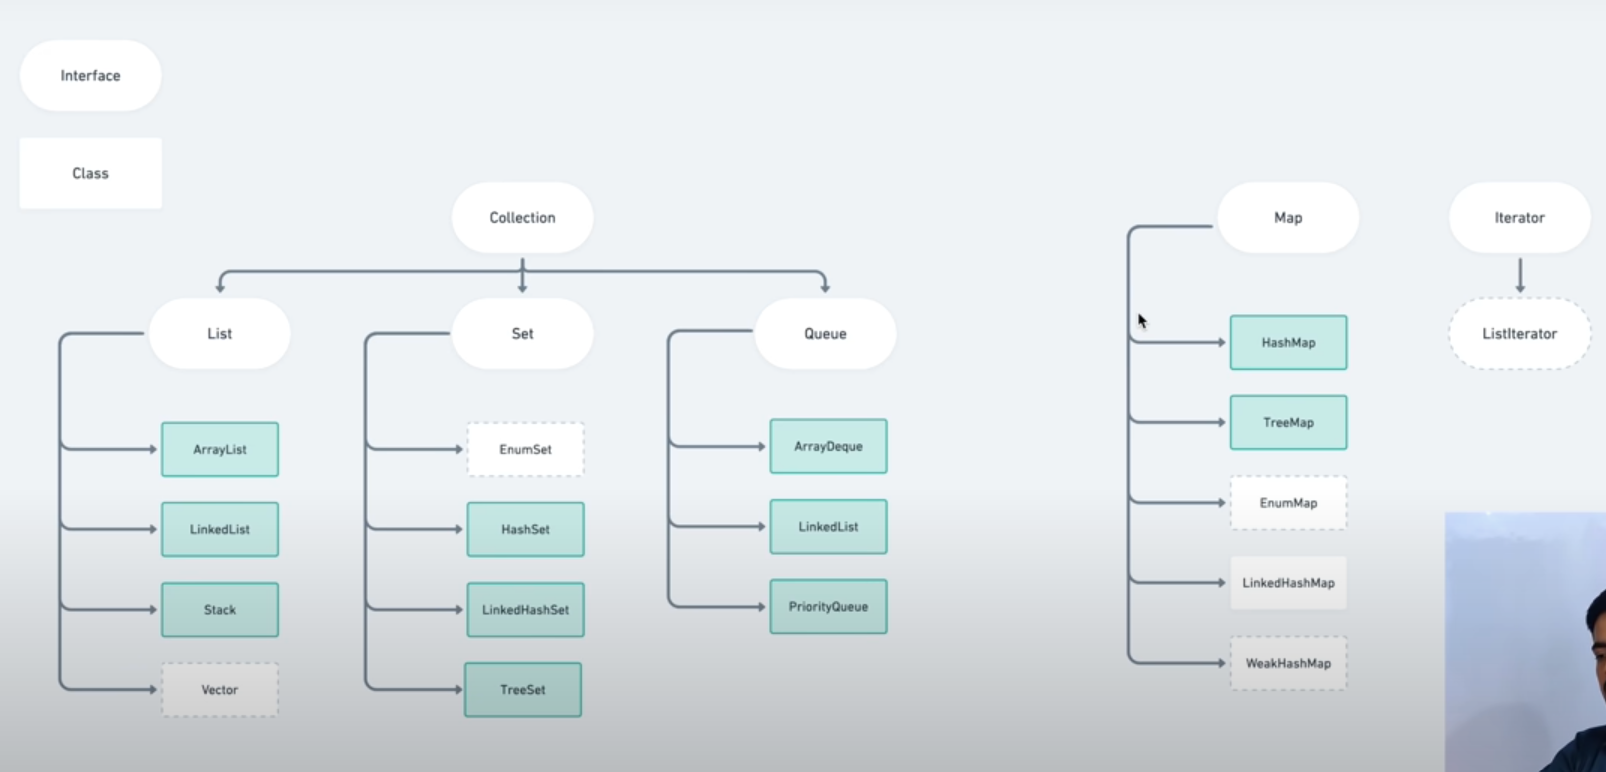 Interface
Class
Collection
Map
Iterator
List
Set
Queue
ListIterator
ArrayList
LinkedList
Stack
Vector
EnumSet
HashSet
LinkedHashSet
TreeSet
ArrayDeque
LinkedList
PriorityQueue
HashMap
TreeMap
EnumMap
LinkedHashMap
WeakHashMap